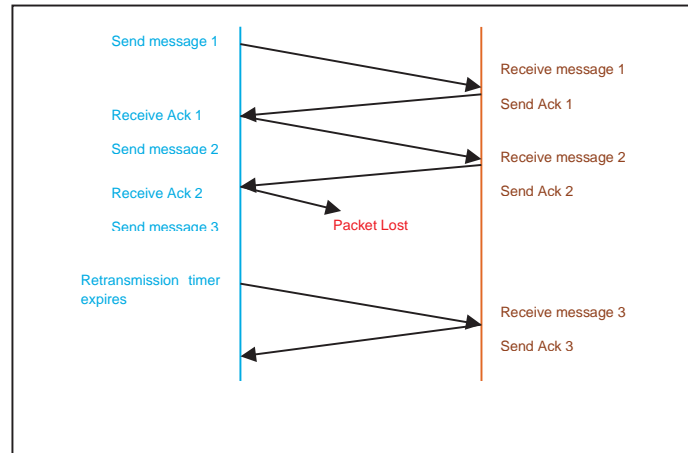 Send message 1
Receive message 1
Send Ack 1
Receive Ack 1
Send message 2
Receive message 2
Send Ack 2
Receive Ack 2
Send message 3
Packet Lost
Retransmission timer
expires
Receive message 3
Send Ack 3